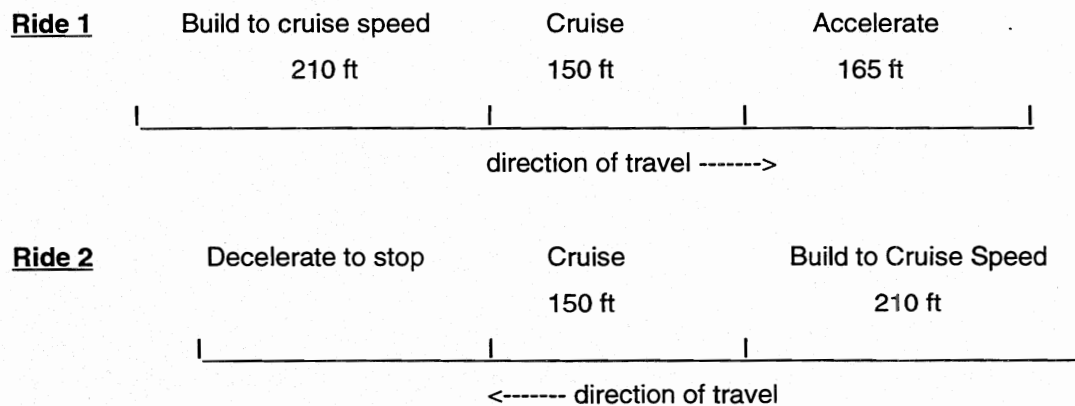 Ride 1 Build to cruise speed Cruise Accelerate
210 ft 150 ft 165 ft
direction of travel ------->
Ride 2 Decelerate to stop Cruise Build to Cruise Speed
150 ft 210 ft
<------- direction of travel